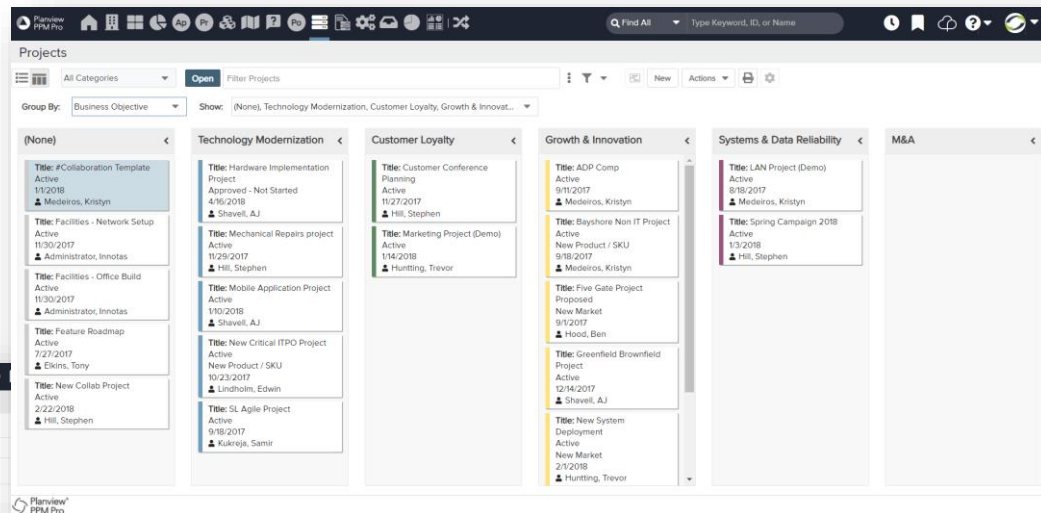 Planview
PPM Pro
Ap
Pr
?
Po
Find All
Type Keyword, ID, or Name
?
Projects
All Categories
Open
Filter Projects
New
Actions
Group By:
Business Objective
Show:
(None), Technology Modernization, Customer Loyalty, Growth & Innovat...
(None)
Title: #Collaboration Template
Active
1/1/2018
Medeiros, Kristyn
Title: Facilities - Network Setup
Active
11/30/2017
Administrator, Innotas
Title: Facilities - Office Build
Active
11/30/2017
Administrator, Innotas
Title: Feature Roadmap
Active
7/27/2017
Elkins, Tony
Title: New Collab Project
Active
2/22/2018
Hill, Stephen
Technology Modernization
Title: Hardware Implementation
Project
Approved - Not Started
4/16/2018
Shavell, AJ
Title: Mechanical Repairs project
Active
11/29/2017
Hill, Stephen
Title: Mobile Application Project
Active
1/10/2018
Shavell, AJ
Title: New Critical ITPO Project
Active
New Product / SKU
10/23/2017
Lindholm, Edwin
Title: SL Agile Project
Active
9/18/2017
Kukreja, Samir
Customer Loyalty
Title: Customer Conference
Planning
Active
11/27/2017
Hill, Stephen
Title: Marketing Project (Demo)
Active
1/14/2018
Huntting, Trevor
Growth & Innovation
Title: ADP Comp
Active
9/11/2017
Medeiros, Kristyn
Title: Bayshore Non IT Project
Active
New Product / SKU
9/18/2017
Medeiros, Kristyn
Title: Five Gate Project
Proposed
New Market
9/1/2017
Hood, Ben
Title: Greenfield Brownfield
Project
Active
12/14/2017
Shavell, AJ
Title: New System
Deployment
Active
New Market
2/1/2018
Huntting, Trevor
Systems & Data Reliability
Title: LAN Project (Demo)
Active
8/18/2017
Medeiros, Kristyn
Title: Spring Campaign 2018
Active
1/3/2018
Hill, Stephen
M&A
Planview®
PPM Pro